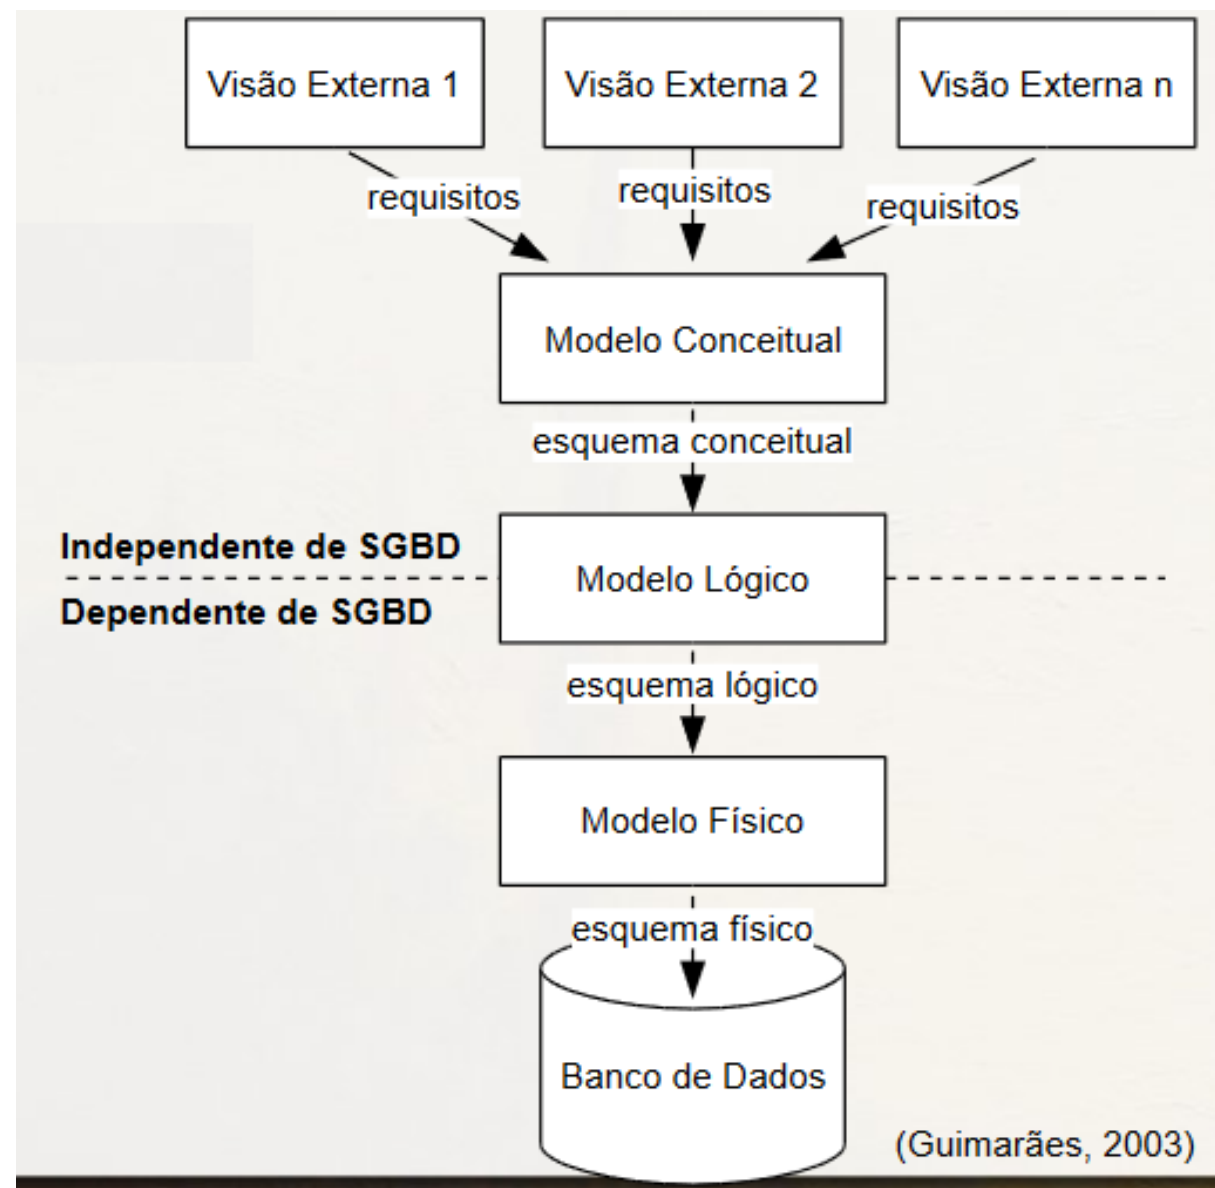 Visão Externa 1
Visão Externa 2
Visão Externa n
requisitos
requisitos
requisitos
Modelo Conceitual
esquema conceitual
Independente de SGBD
Modelo Lógico
Dependente de SGBD
esquema lógico
Modelo Físico
esquema físico
Banco de Dados
(Guimarães, 2003)